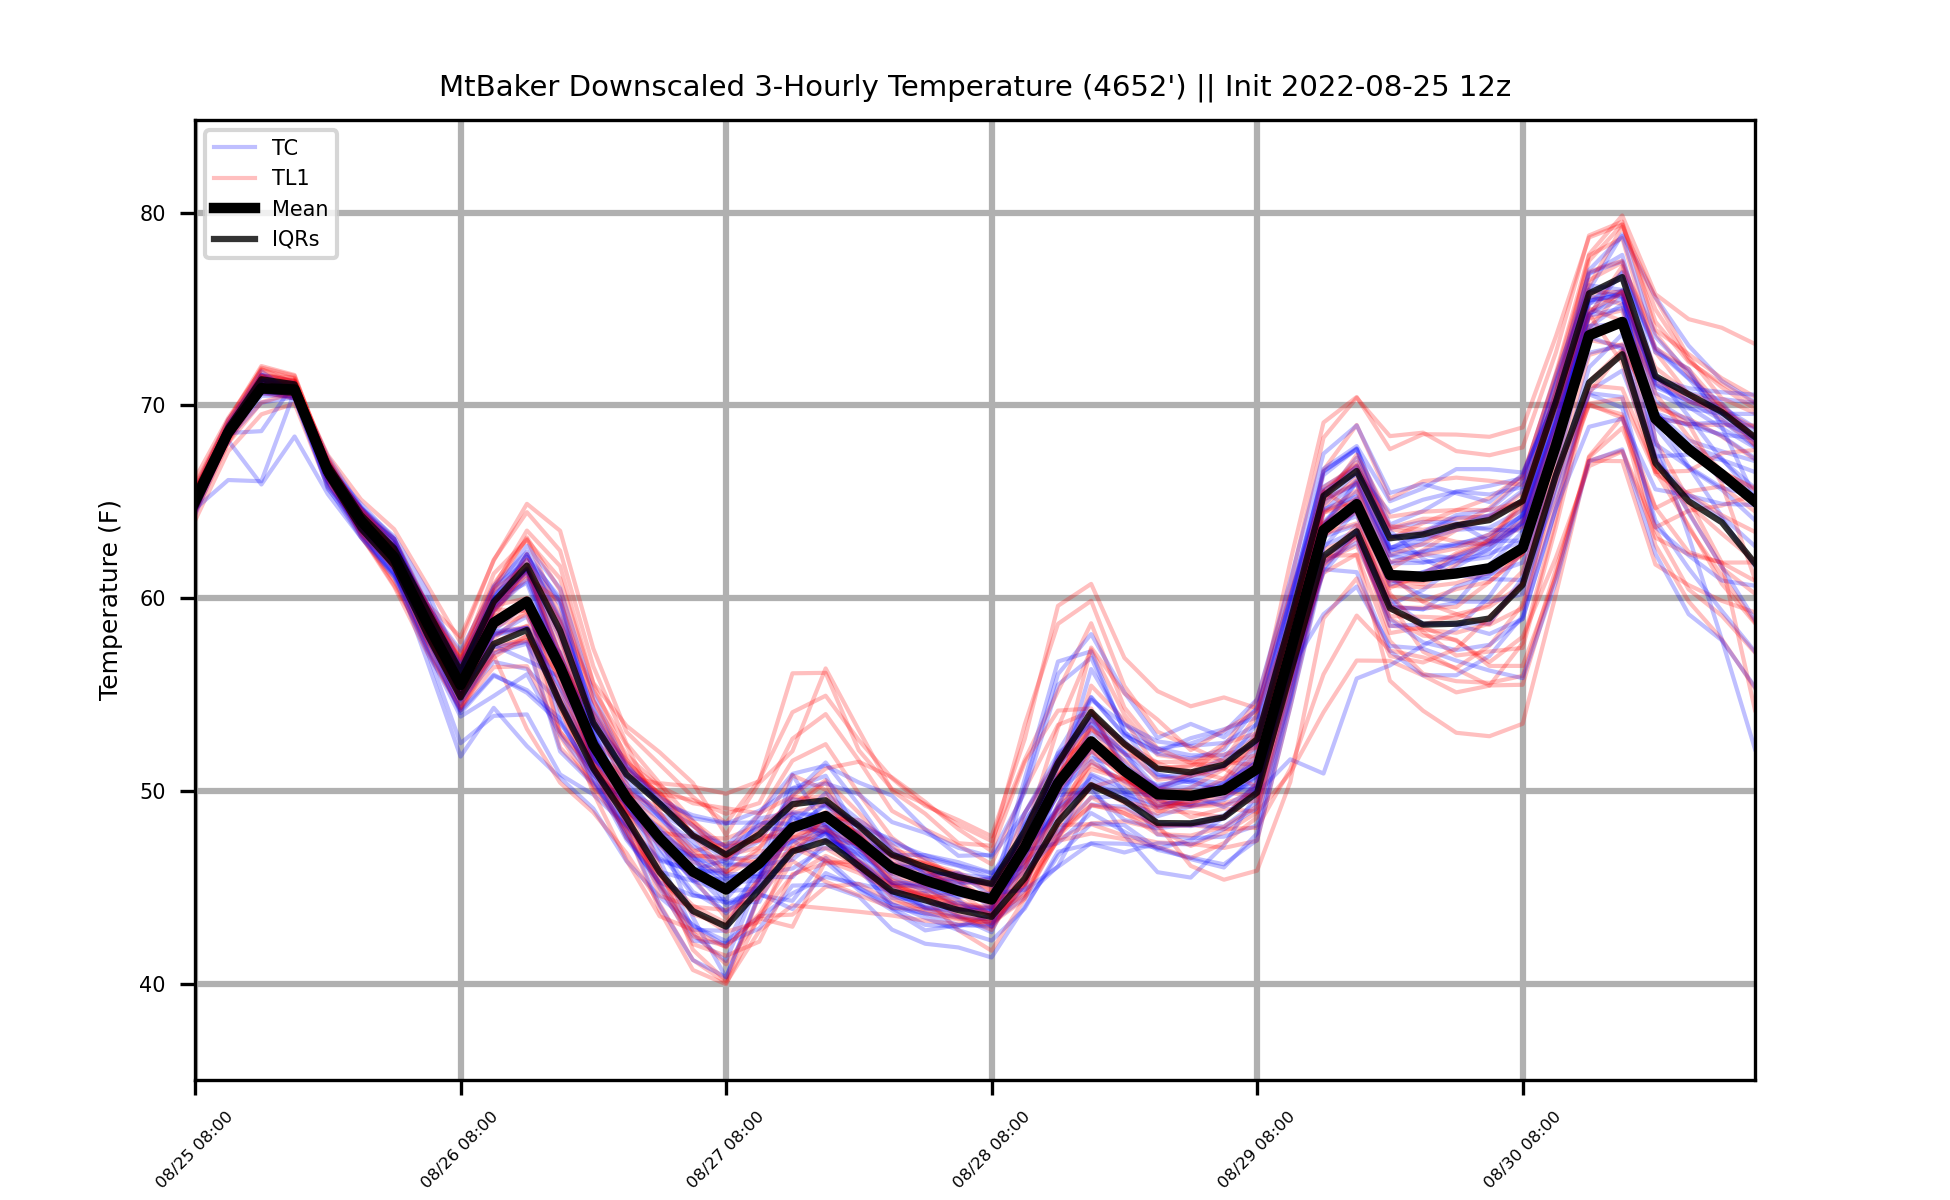 MtBaker Downscaled 3-Hourly Temperature (4652') || Init 2022-08-25 12z
TC
TL1
Mean
IQRs
Temperature (F)
80
70
60
50
40
08/25 08:00
08/26 08:00
08/27 08:00
08/28 08:00
08/29 08:00
08/30 08:00